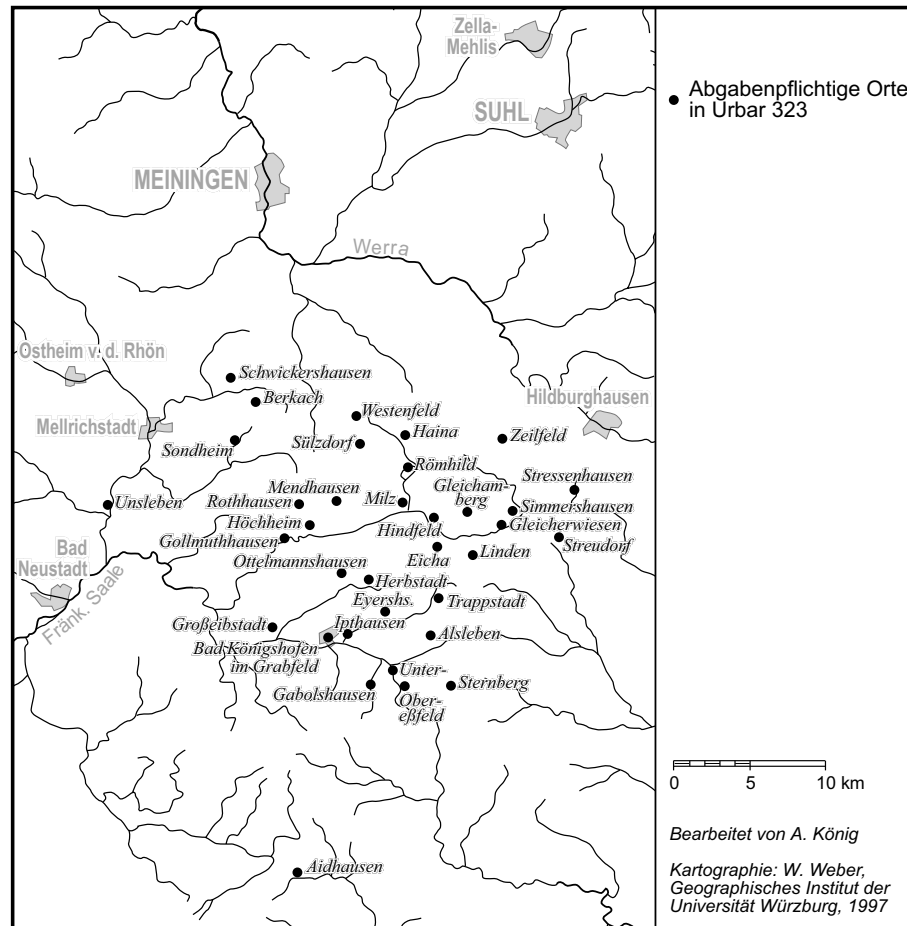 Zella-
Mehlis
SUHL
MEININGEN
Werra
Ostheim v. d. Rhön
Schwickershausen
Berkach
Hildburghausen
Mellrichstadt
Westenfeld
Haina
Zeilfeld
Sondheim
Sülzdorf
Römhild
Stressenhausen
Mendhausen
Gleicham-
berg
Unsleben
Rothhausen
Milz
Simmershausen
Höchheim
Hindfeld
Gleicherwiesen
Gollmuthhausen
Streudorf
Bad
Neustadt
Eicha
Linden
Ottelmannshausen
Herbstadt
Fränk. Saale
Eyershs.
Trappstadt
Großeibstadt
Ipthausen
Alsleben
Bad Königshofen
im Grabfeld
Unter-
Gabolshausen
Ober-
eßfeld
Sternberg
Aidhausen
Abgabenpflichtige Orte
in Urbar 323
0 5 10 km
Bearbeitet von A. König
Kartographie: W. Weber,
Geographisches Institut der
Universität Würzburg, 1997